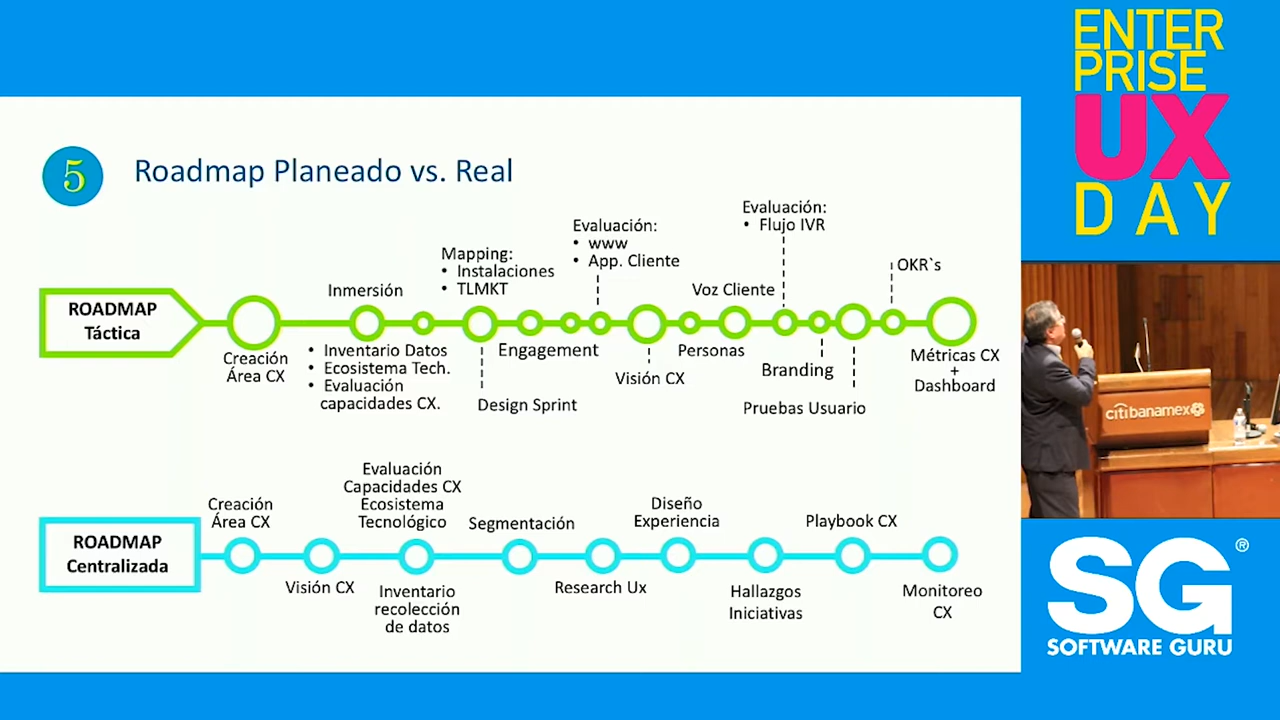 ENTER
PRISE
UX
DAY
5
Roadmap Planeado vs. Real
Evaluación:
• Flujo IVR
Evaluación:
• www
• App. Cliente
Mapping:
• Instalaciones
• TLMKT
OKR`s
Inmersión
Voz Cliente
ROADMAP
Táctica
Creación
Área CX
• Inventario Datos
• Ecosistema Tech.
• Evaluación
capacidades CX.
Engagement
Design Sprint
Visión CX
Personas
Branding
Pruebas Usuario
Métricas CX
+
Dashboard
citibanamex
ROADMAP
Centralizada
Creación
Área CX
Visión CX
Evaluación
Capacidades CX
Ecosistema
Tecnológico
Inventario
recolección
de datos
Segmentación
Research Ux
Diseño
Experiencia
Hallazgos
Iniciativas
Playbook CX
Monitoreo
CX
SG®
SOFTWARE GURU